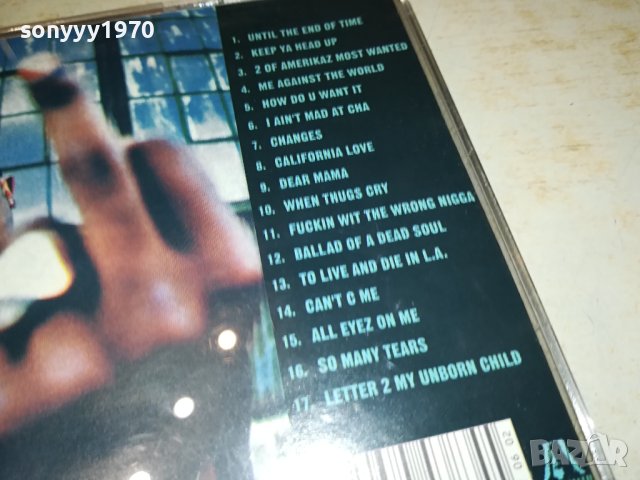 sonyyy1970
1. UNTIL THE END OF TIME
2. KEEP YA HEAD UP
3. 2 OF AMERIKAZ MOST WANTED
4. ME AGAINST THE WORLD
5. HOW DO U WANT IT
6. I AIN'T MAD AT CHA
7. CHANGES
8. CALIFORNIA LOVE
9. DEAR MAMA
10. WHEN THUGS CRY
11. FUCKIN WIT THE WRONG NIGGA
12. BALLAD OF A DEAD SOUL
13. TO LIVE AND DIE IN L.A.
14. CAN'T C ME
15. ALL EYEZ ON ME
16. SO MANY TEARS
17. LETTER 2 MY UNBORN CHILD
02 90
BAZAR